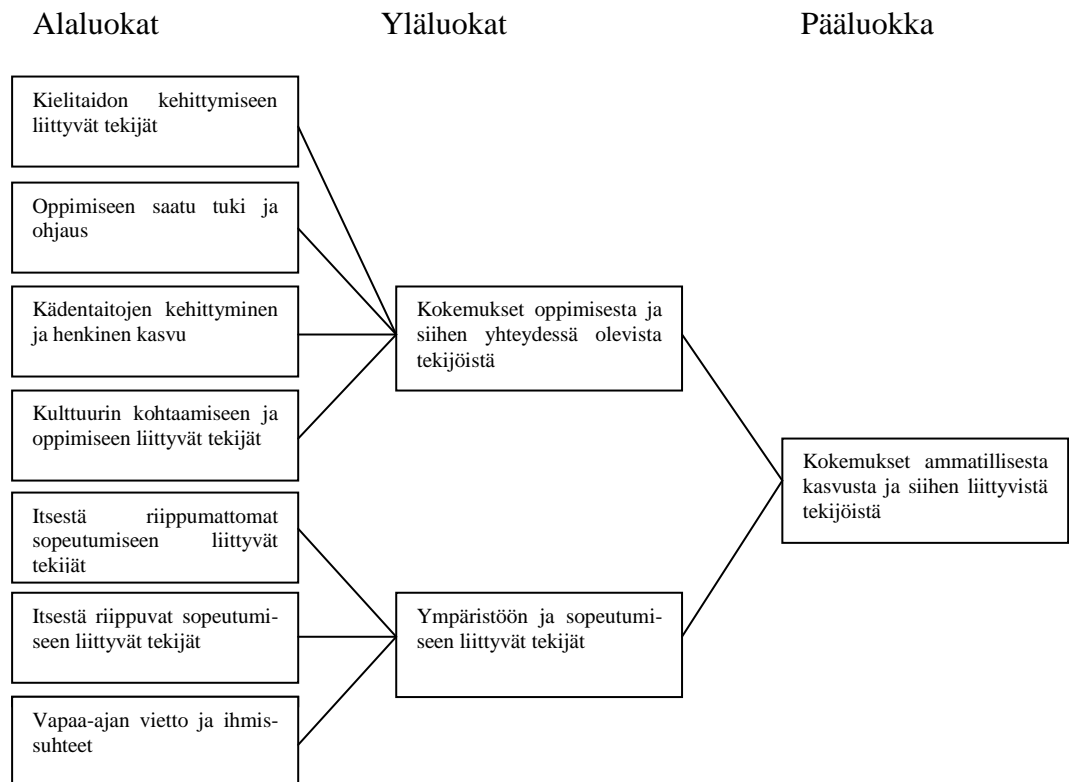 Alaluokat Yläluokat Pääluokka
Kielitaidon kehittymiseen
liittyvät tekijät
Oppimiseen saatu tuki ja
ohjaus
Kädentaitojen kehittyminen
ja henkinen kasvu
Kulttuurin kohtaamiseen ja
oppimiseen liittyvät tekijät
Itsestä riippumattomat
sopeutumiseen liittyvät
tekijät
Itsestä riippuvat sopeutumi-
seen liittyvät tekijät
Vapaa-ajan vietto ja ihmis-
suhteet
Kokemukset oppimisesta ja
siihen yhteydessä olevista
tekijöistä
Ympäristöön ja sopeutumi-
seen liittyvät tekijät
Kokemukset ammatillisesta
kasvusta ja siihen liittyvistä
tekijöistä